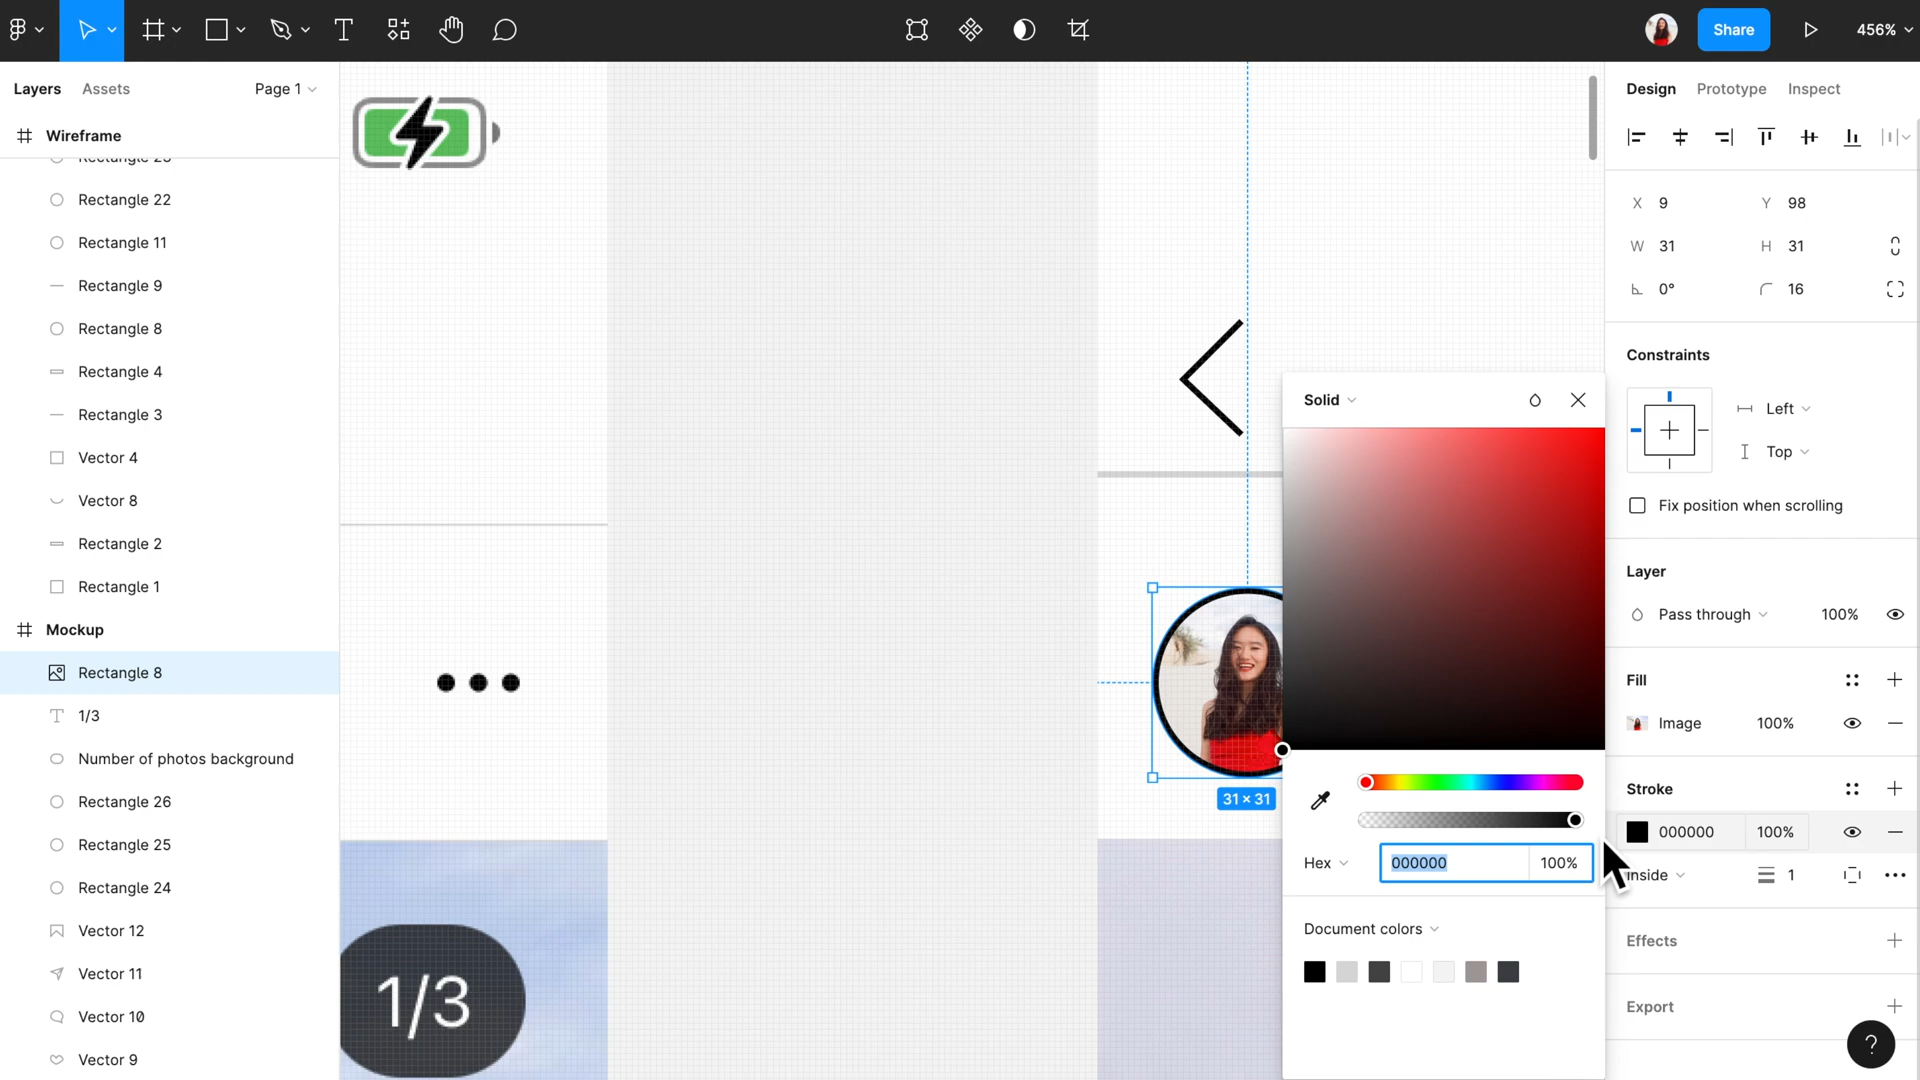 Share
456%
Layers
Assets
Page 1
Wireframe
Rectangle 22
Rectangle 11
Rectangle 9
Rectangle 8
Rectangle 4
Rectangle 3
Vector 4
Vector 8
Rectangle 2
Rectangle 1
Mockup
Rectangle 8
1/3
Number of photos background
Rectangle 26
Rectangle 25
Rectangle 24
Vector 12
Vector 11
Vector 10
Vector 9
1/3
31 × 31
Solid
Hex
000000
100%
Document colors
Design
Prototype
Inspect
X 9
Y 98
W 31
H 31
0°
16
Constraints
Left
Top
Fix position when scrolling
Layer
Pass through
100%
Fill
Image
100%
Stroke
000000
100%
Inside
1
Effects
Export
?